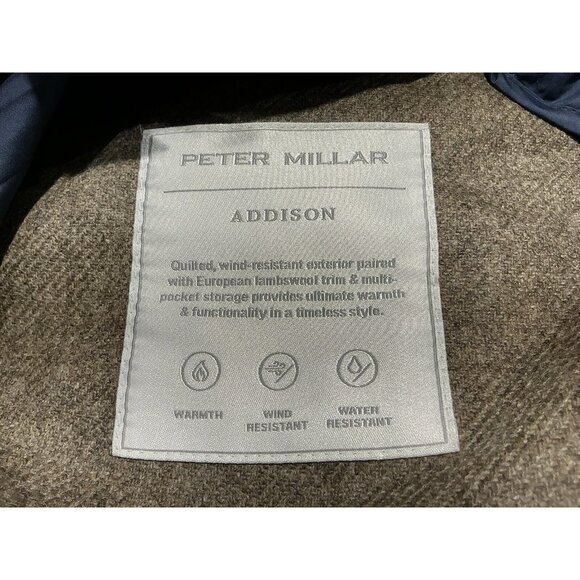 PETER MILLAR
ADDISON
Quilted, wind-resistant exterior paired
with European lambswool trim & multi-
pocket storage provides ultimate warmth
& functionality in a timeless style.
WARMTH
WIND
RESISTANT
WATER
RESISTANT